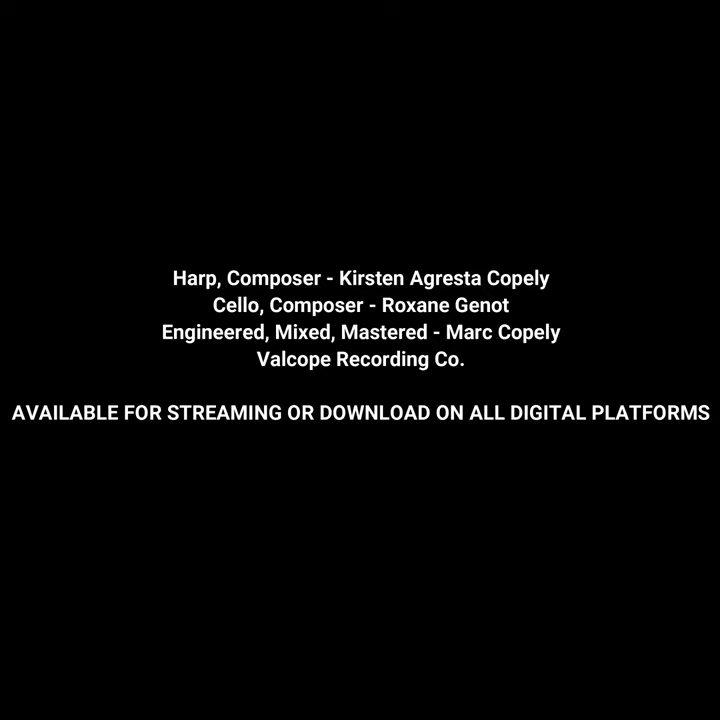 Harp, Composer - Kirsten Agresta Copely
Cello, Composer - Roxane Genot
Engineered, Mixed, Mastered - Marc Copely
Valcope Recording Co.
AVAILABLE FOR STREAMING OR DOWNLOAD ON ALL DIGITAL PLATFORMS